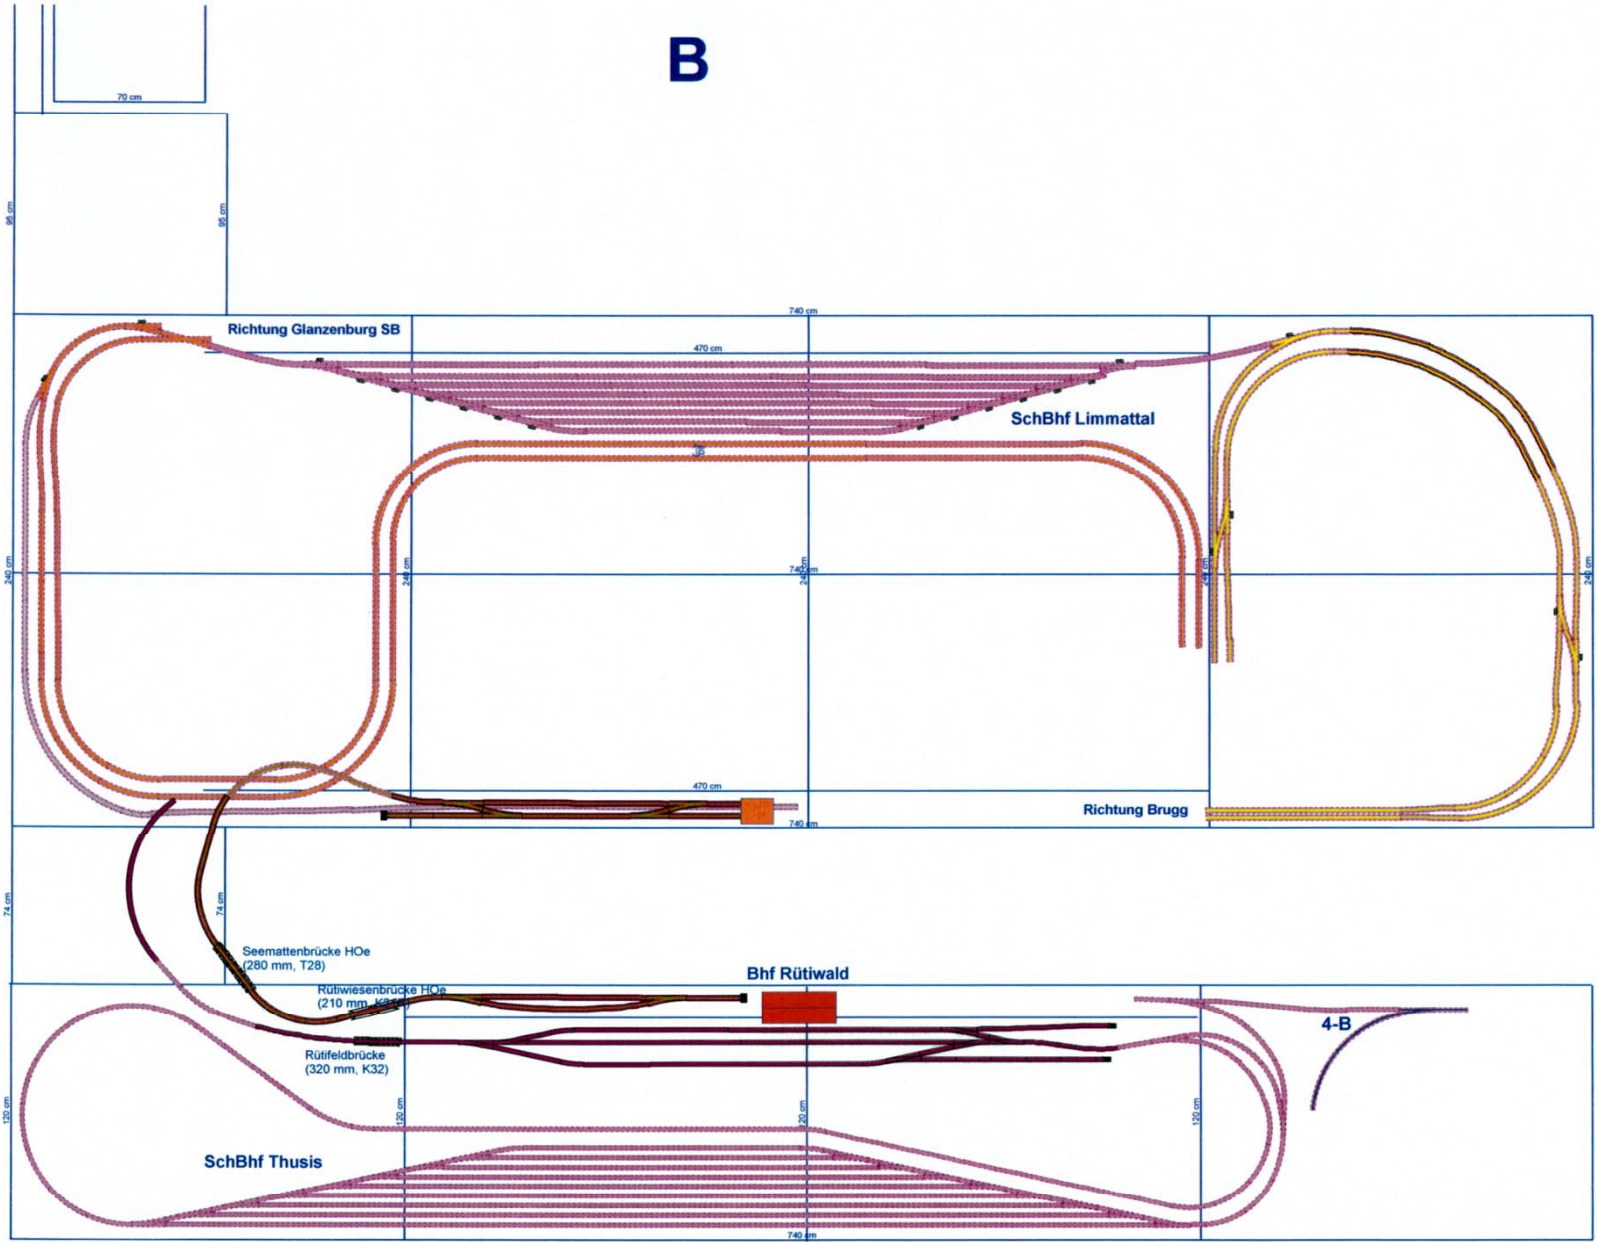 B
70 cm
95 cm
95 cm
740 cm
Richtung Glanzenburg SB
470 cm
SchBhf Limmattal
240 cm
240 cm
740 cm
240 cm
240 cm
240 cm
470 cm
Richtung Brugg
740 cm
74 cm
74 cm
Seemattenbrücke HOe
(280 mm, T28)
Bhf Rütiwald
Rütiwiesenbrücke HOe
(210 mm,
4-B
Rütifeldbrücke
(320 mm, K32)
120 cm
120 cm
120 cm
120 cm
SchBhf Thusis
740 cm